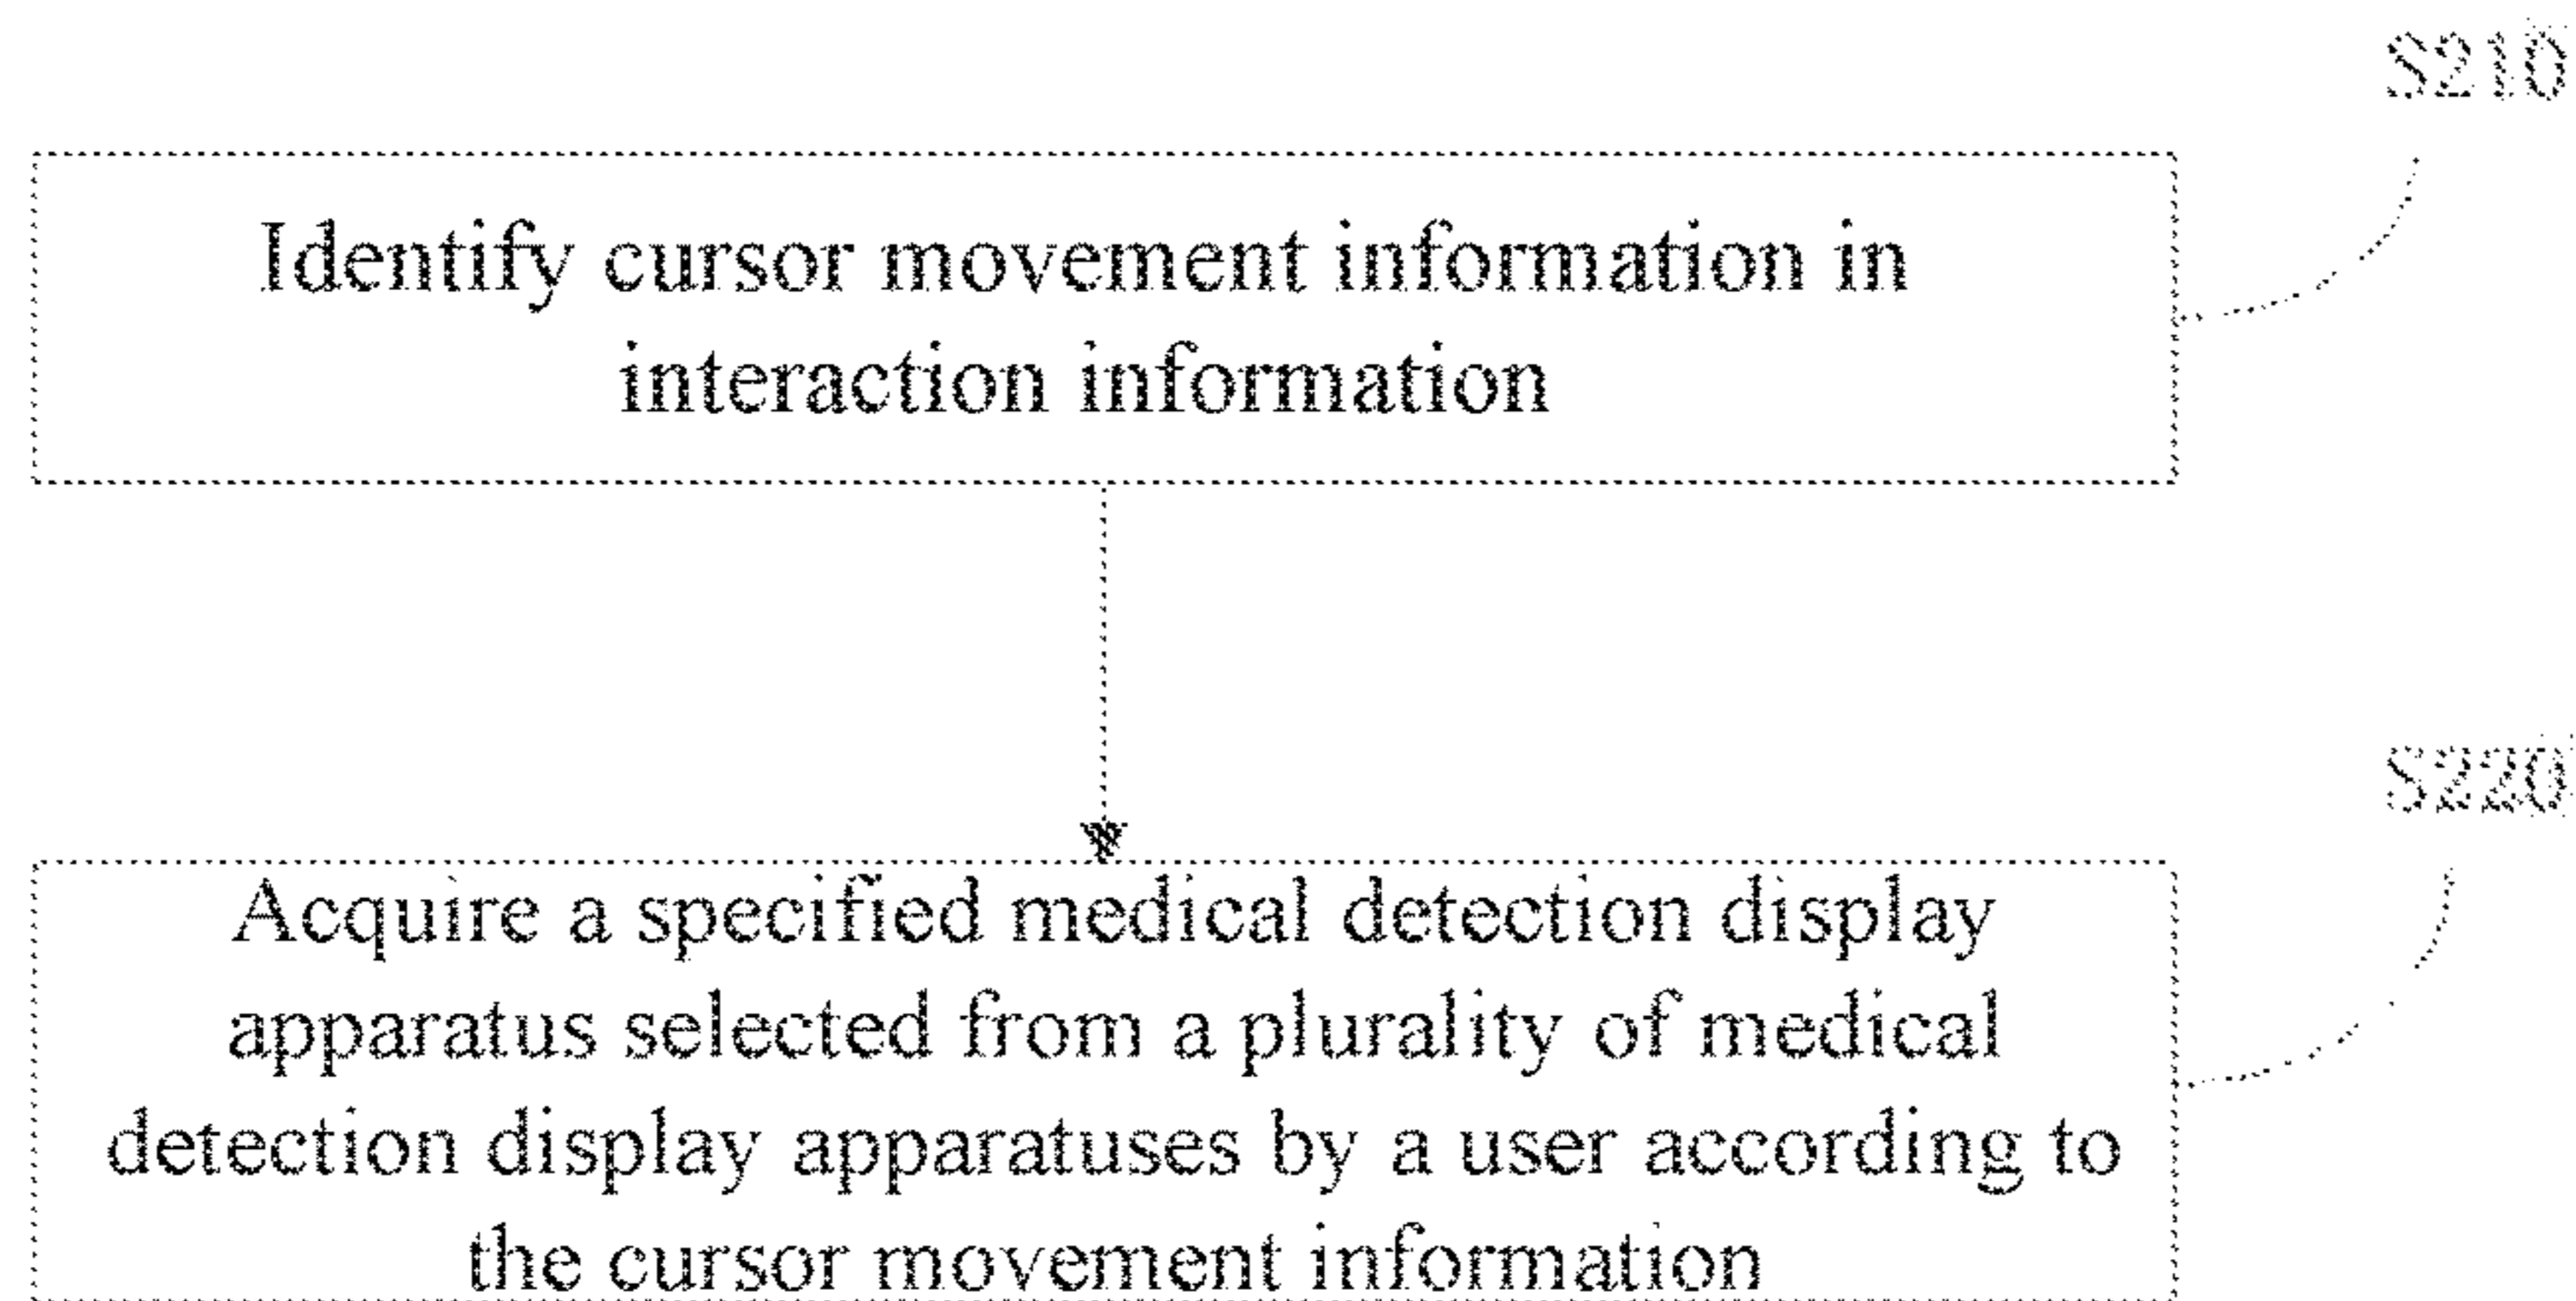 S210
Identify cursor movement information in
interaction information
S220
Acquire a specified medical detection display
apparatus selected from a plurality of medical
detection display apparatuses by a user according to
the cursor movement information